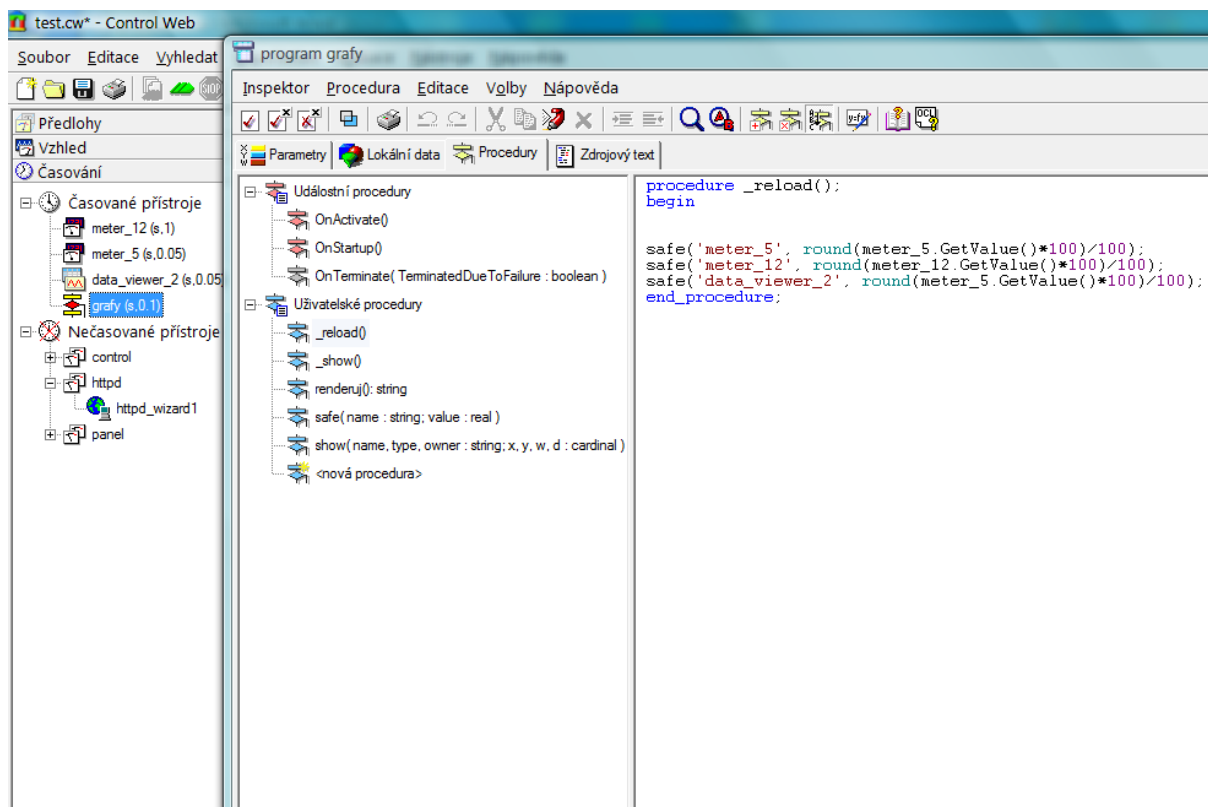 test.cw* - Control Web
Soubor Editace Vyhledat
STOP
Předlohy
Vzhled
Časování
Časované přístroje
meter_12 (s,1)
meter_5 (s,0.05)
data_viewer_2 (s,0.05
grafy (s,0.1)
Nečasované přístroje
control
httpd
httpd_wizard1
panel
program grafy
Inspektor Procedura Editace Volby Nápověda
Parametry Lokální data Procedury Zdrojový text
Událostní procedury
OnActivate()
OnStartup()
OnTerminate( TerminatedDueToFailure : boolean )
Uživatelské procedury
_reload()
_show()
renderuj(): string
safe( name : string; value : real )
show( name, type, owner : string; x, y, w, d : cardinal )
<nová procedura>
procedure _reload();
begin
safe('meter_5', round(meter_5.GetValue()*100)/100);
safe('meter_12', round(meter_12.GetValue()*100)/100);
safe('data_viewer_2', round(meter_5.GetValue()*100)/100);
end_procedure;